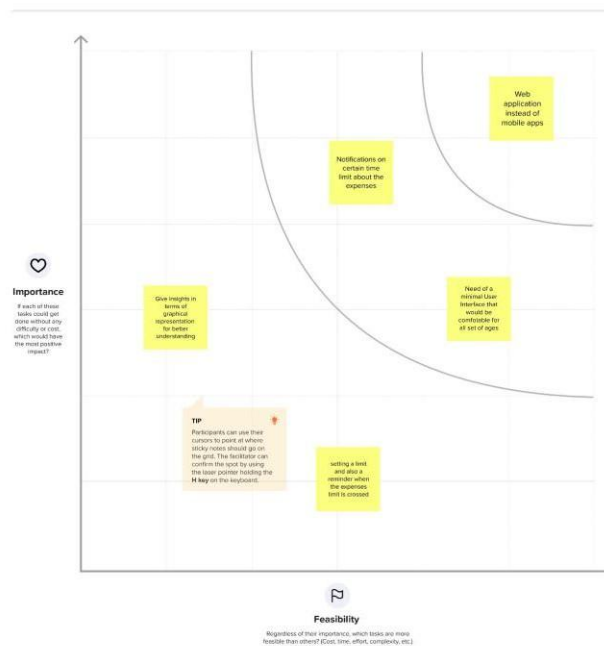 Web
application
instead of
mobile apps
Notifications on
certain time
limit about the
expenses
Importance
If each of these
tasks could get
done without any
difficulty or cost,
which would have
the most positive
impact?
Give insights in
terms of
graphical
representation
for better
understanding
Need of a
minimal User
Interface that
would be
comfortable for
all set of ages
TIP
Participants can use their
cursors to point at where
sticky notes should go on
the grid. The facilitator can
confirm the spot by using
the laser pointer holding the
H key on the keyboard.
setting a limit
and also a
reminder when
the expenses
limit is crossed
Feasibility
Regardless of their importance, which tasks are more
feasible than others? (Cost, time, effort, complexity, etc.)